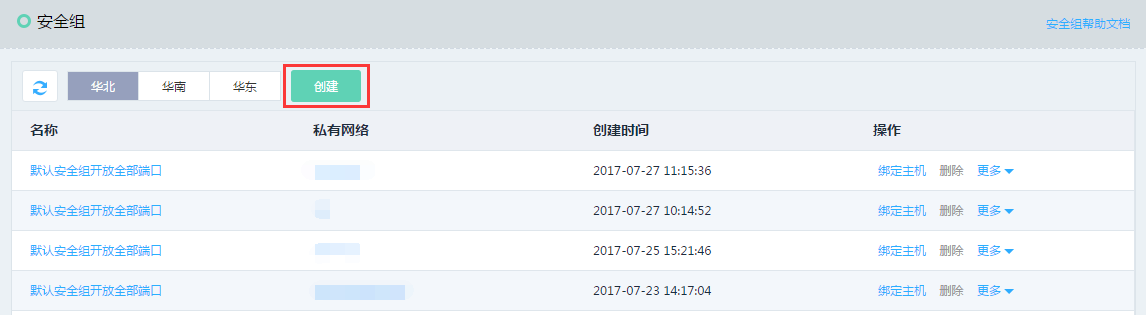 安全组
安全组帮助文档
华北 华南 华东 创建
名称 私有网络 创建时间 操作
默认安全组开放全部端口 2017-07-27 11:15:36 绑定主机 删除 更多
默认安全组开放全部端口 2017-07-27 10:14:52 绑定主机 删除 更多
默认安全组开放全部端口 2017-07-25 15:21:46 绑定主机 删除 更多
默认安全组开放全部端口 2017-07-23 14:17:04 绑定主机 删除 更多